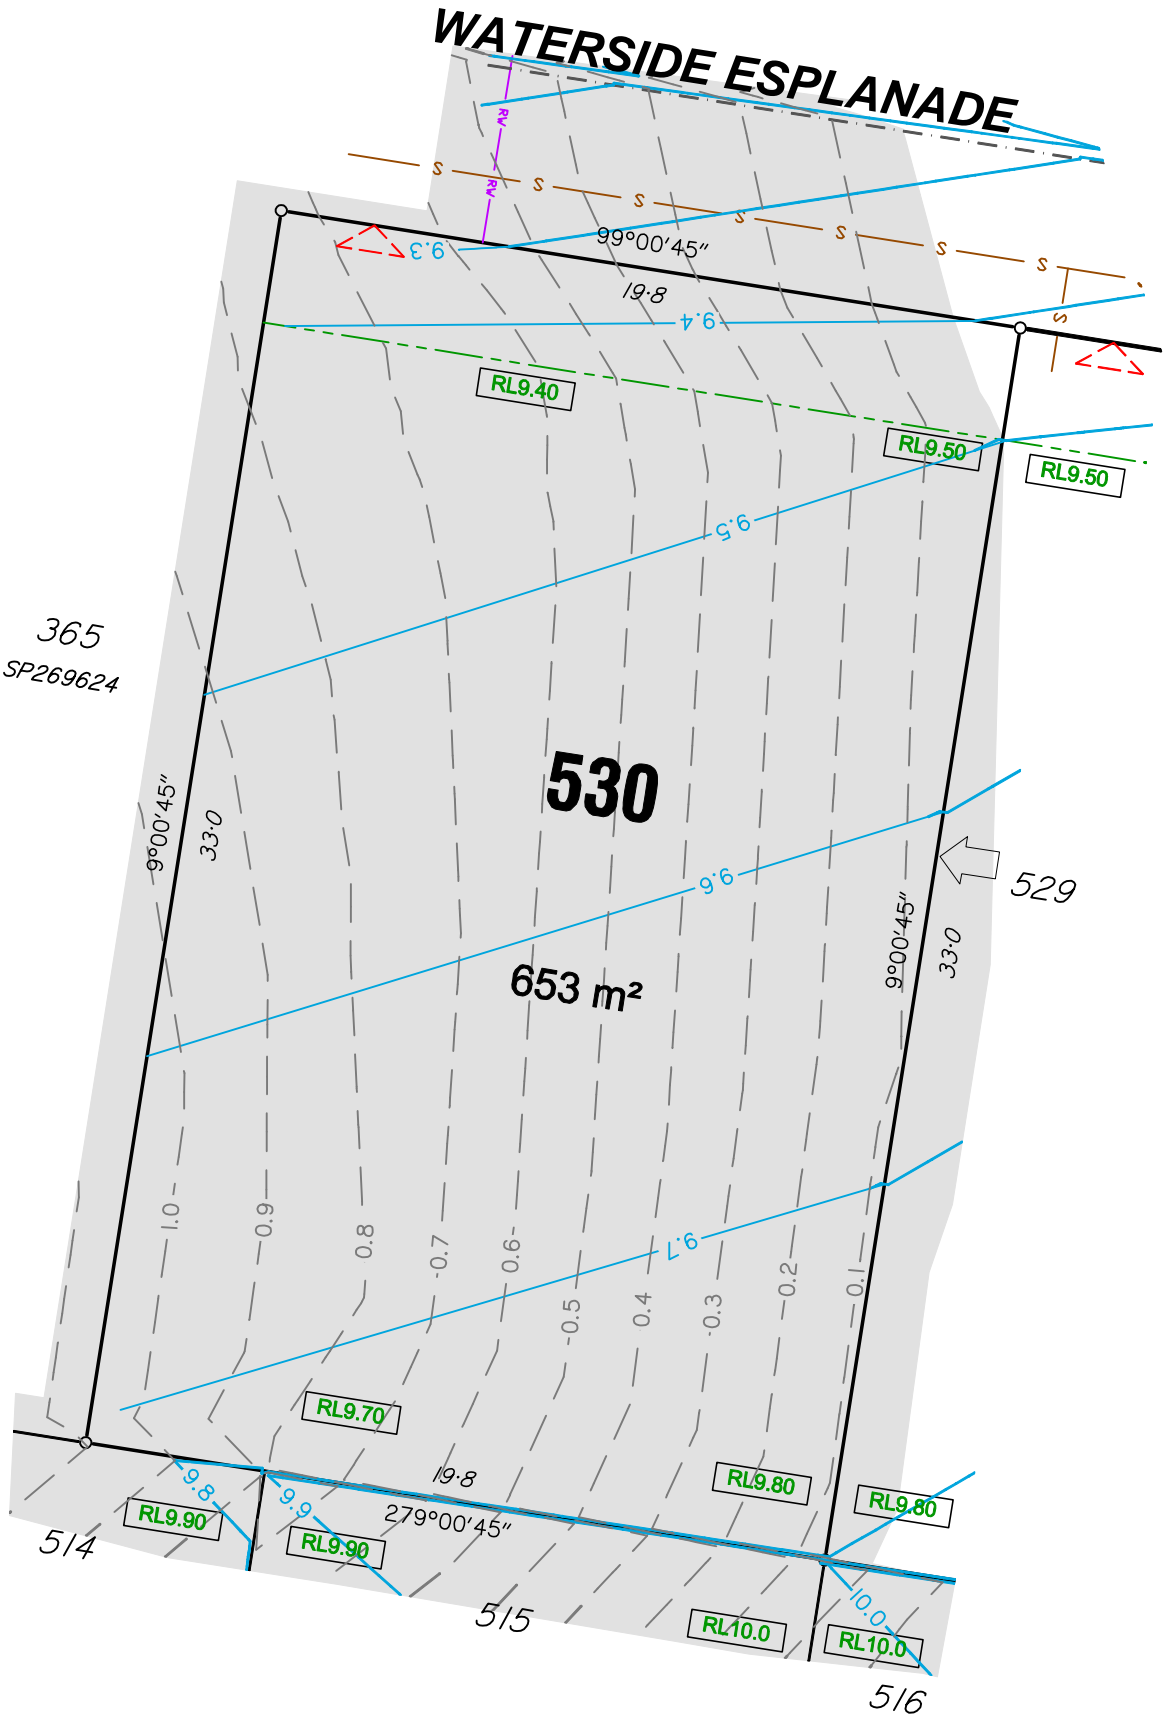 WATERSIDE ESPLANADE
RW
S
RW
S
S
S
S
S
S
S
99°00'45"
9.3
19·8
9.4
RL9.40
RL9.50
RL9.50
9.5
365
SP269624
530
9°00'45"
33·0
9.6
529
653 m²
9°00'45"
33·0
1.0
0.9
0.8
0.7
0.6
0.5
0.4
0.3
0.2
0.1
9.7
RL9.70
19·8
279°00'45"
RL9.80
RL9.80
9.8
9.9
RL9.90
RL9.90
514
515
10.0
RL10.0
RL10.0
516